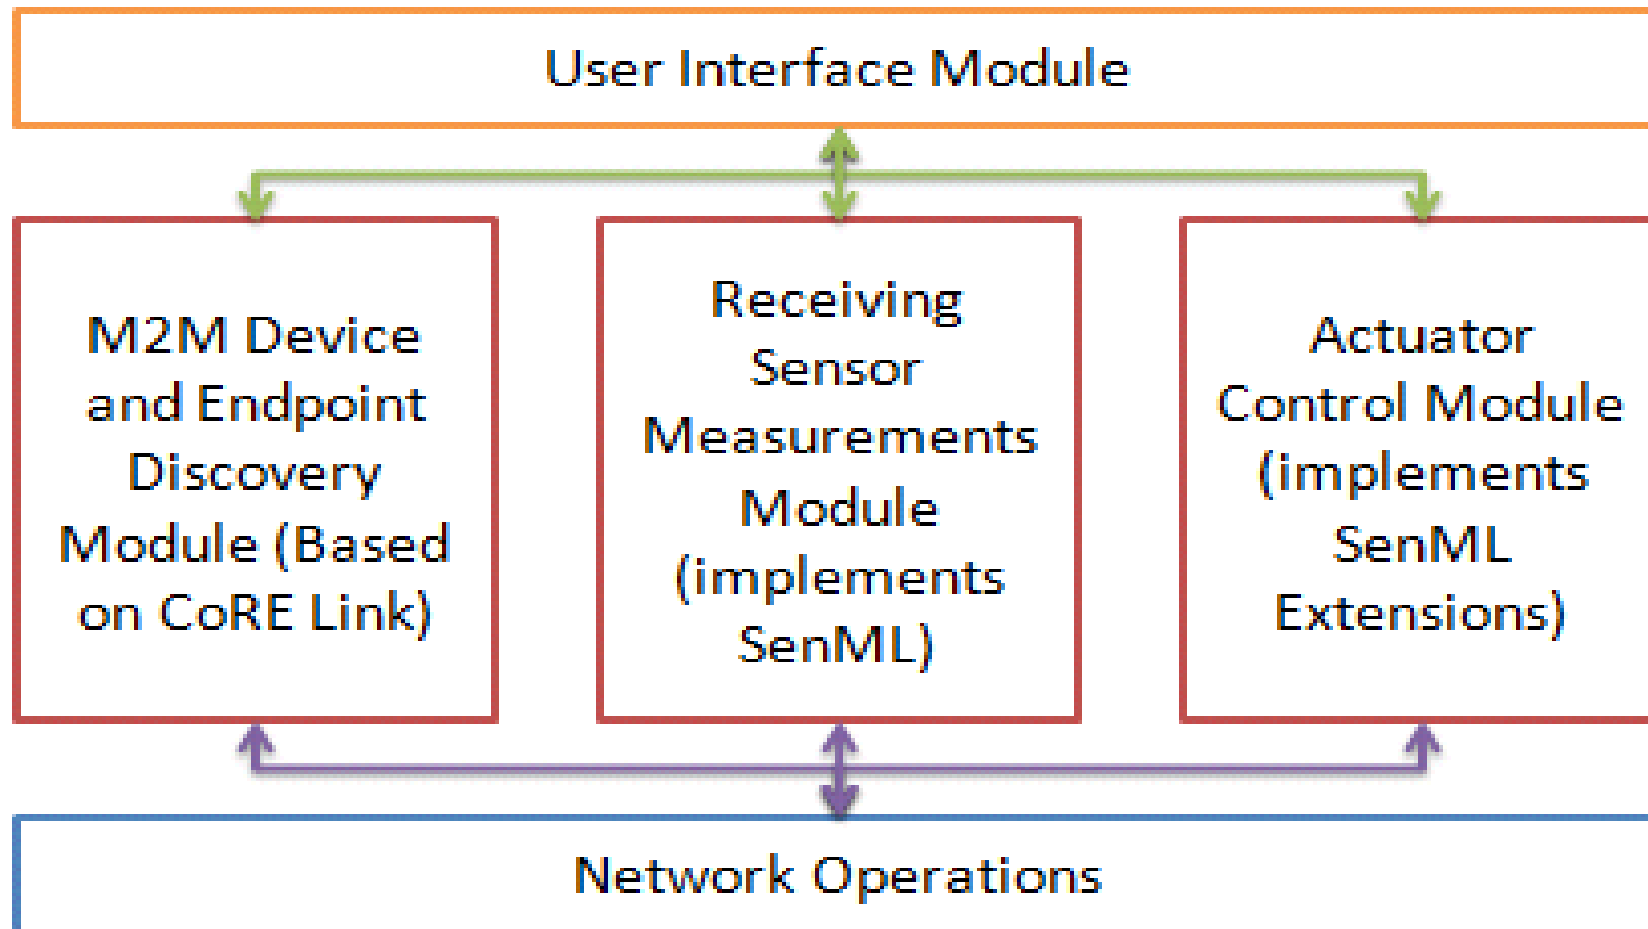 User Interface Module
M2M Device
and Endpoint
Discovery
Module (Based
on CoRE Link)
Receiving
Sensor
Measurements
Module
(implements
SenML)
Actuator
Control Module
(implements
SenML
Extensions)
Network Operations